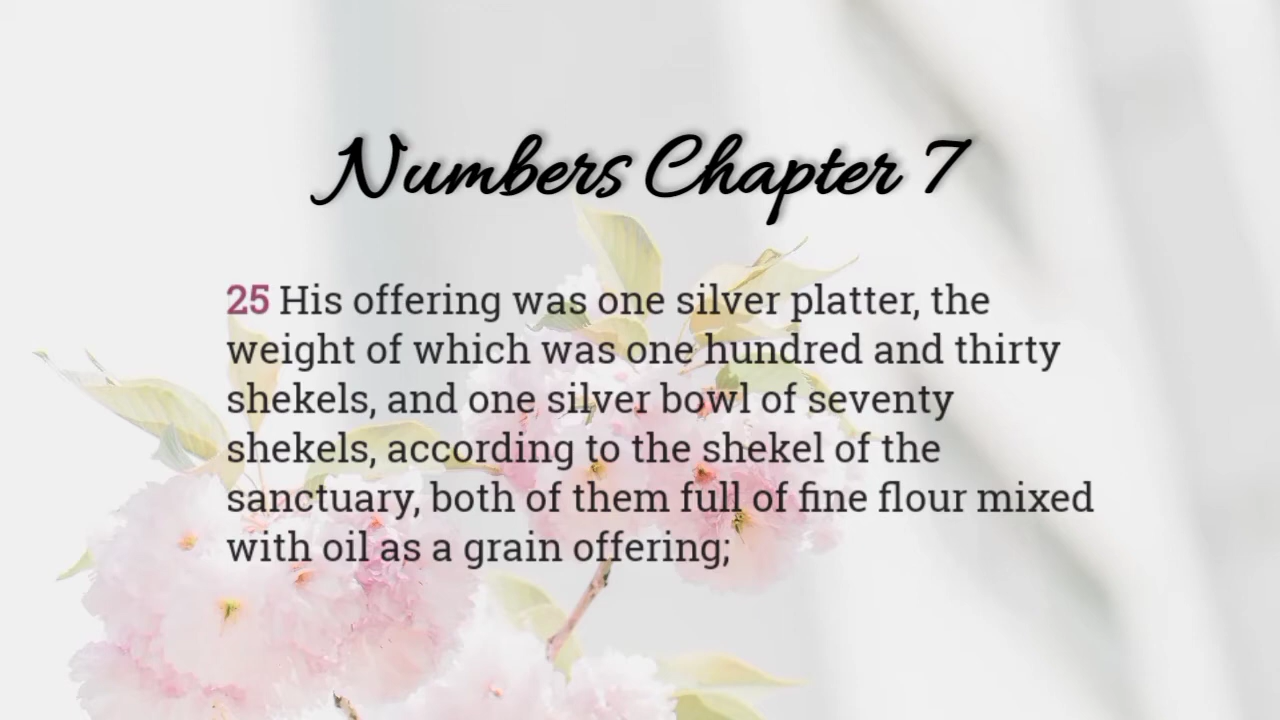 Numbers Chapter 7
25 His offering was one silver platter, the
weight of which was one hundred and thirty
shekels, and one silver bowl of seventy
shekels, according to the shekel of the
sanctuary, both of them full of fine flour mixed
with oil as a grain offering;